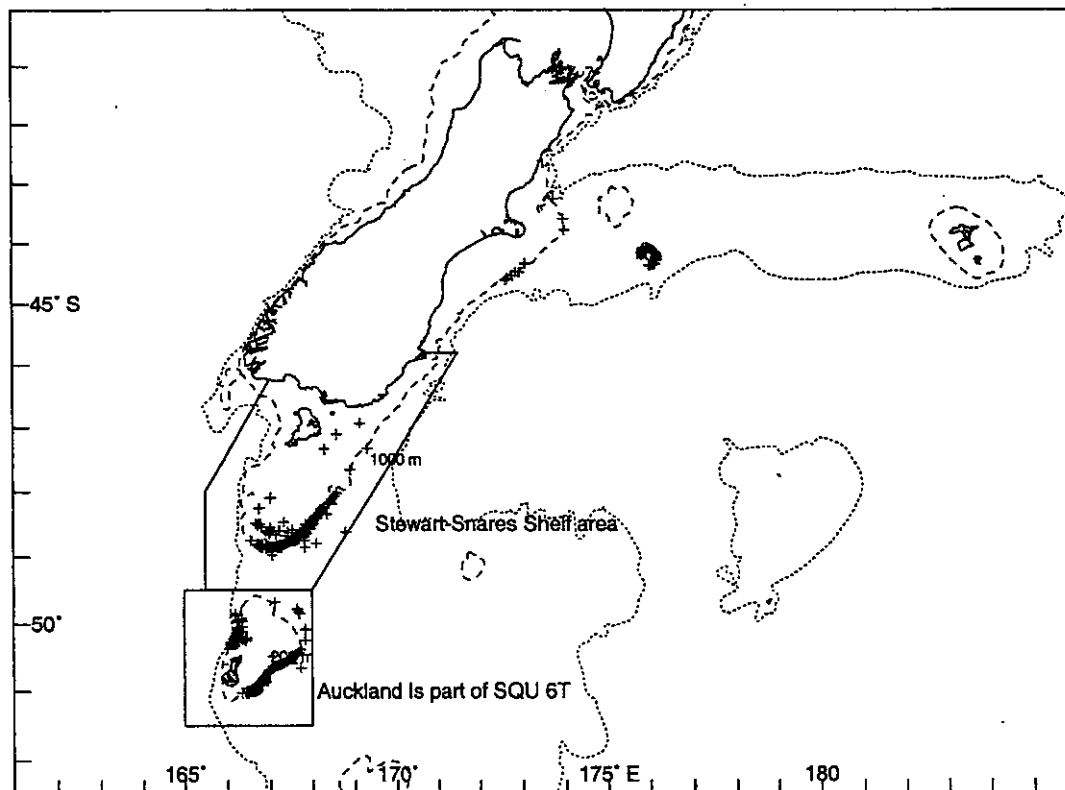 45° S
1000 m
Stewart-Snares Shelf area
50°
Auckland Is part of SQU 6T
165°
170°
175° E
180